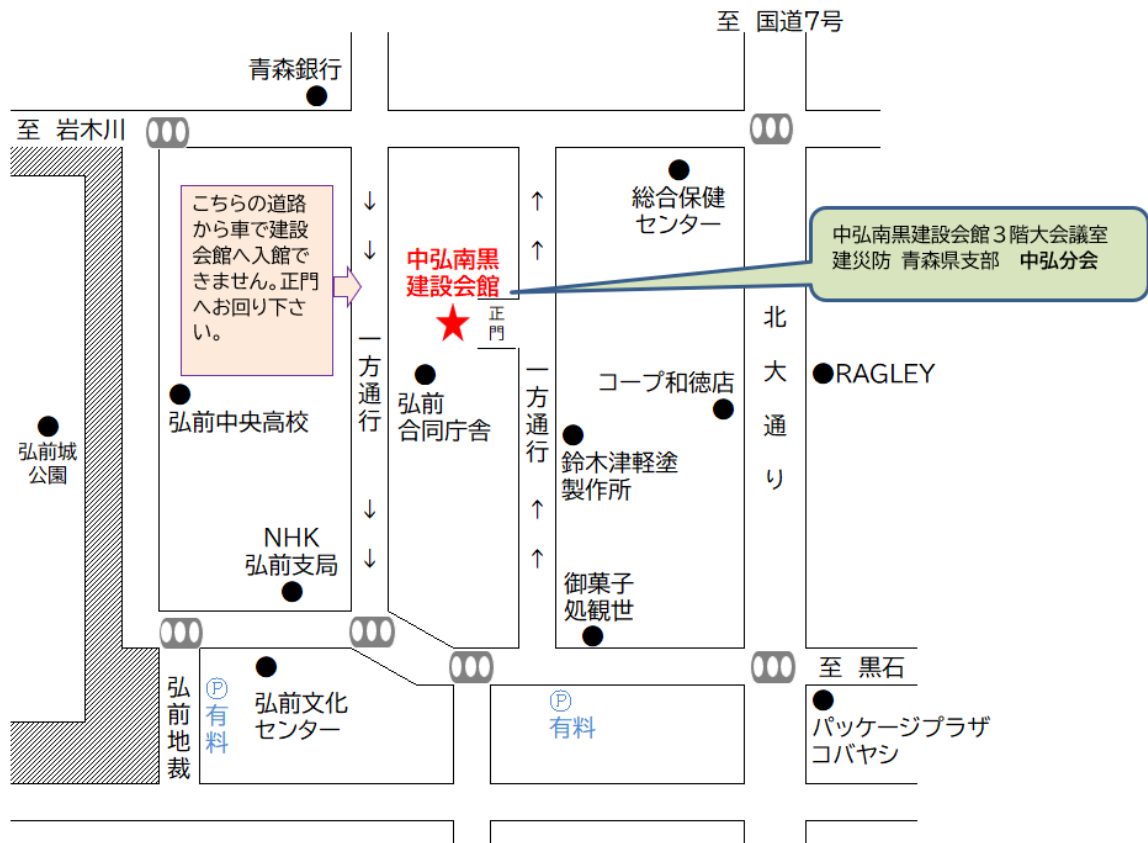 至 国道7号
青森銀行
至 岩木川
こちらの道路
から車で建設
会館へ入館で
きません。正門
へお回り下さ
い。
↓
↓
↑
↑
総合保健
センター
中弘南黒建設会館3階大会議室
建災防 青森県支部 中弘分会
中弘南黒
建設会館
正門
一方通行
一方通行
北大通り
弘前中央高校
弘前
合同庁舎
コープ和徳店
RAGLEY
弘前城
公園
鈴木津軽塗
製作所
↓
↓
↑
↑
NHK
弘前支局
御菓子
処観世
至 黒石
弘前地裁
Ⓟ
有料
弘前文化
センター
Ⓟ
有料
パッケージプラザ
コバヤシ